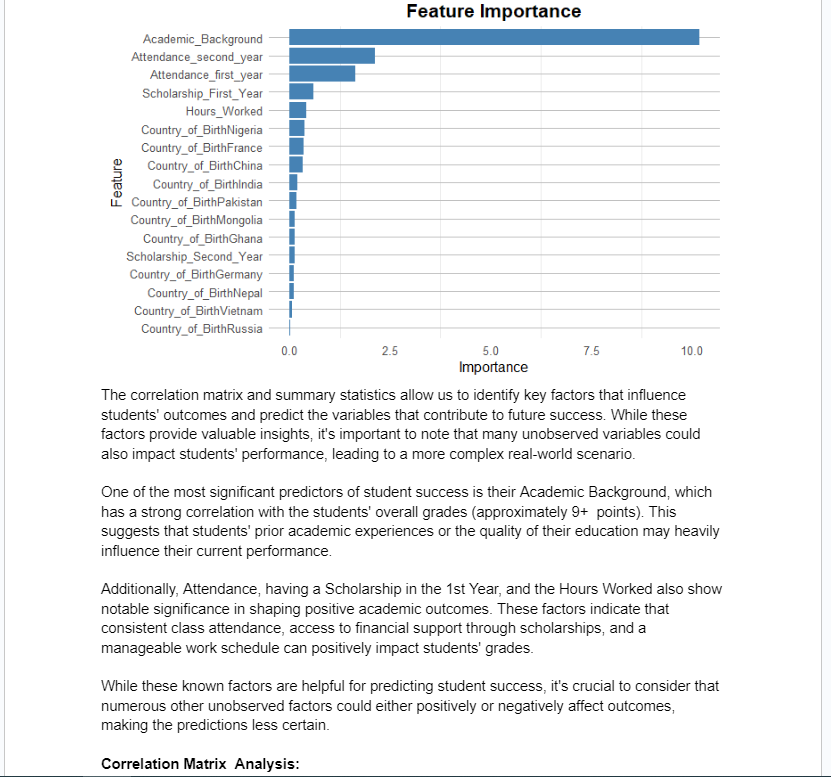 Feature Importance
Academic_Background
Attendance_second_year
Attendance_first_year
Scholarship_First_Year
Hours_Worked
Country_of_BirthNigeria
Country_of_BirthFrance
Country_of_BirthChina
Country_of_BirthIndia
Country_of_BirthPakistan
Country_of_BirthMongolia
Country_of_BirthGhana
Scholarship_Second_Year
Country_of_BirthGermany
Country_of_BirthNepal
Country_of_BirthVietnam
Country_of_BirthRussia
Feature
0.0 2.5 5.0 7.5 10.0
Importance
The correlation matrix and summary statistics allow us to identify key factors that influence
students' outcomes and predict the variables that contribute to future success. While these
factors provide valuable insights, it's important to note that many unobserved variables could
also impact students' performance, leading to a more complex real-world scenario.
One of the most significant predictors of student success is their Academic Background, which
has a strong correlation with the students' overall grades (approximately 9+  points). This
suggests that students' prior academic experiences or the quality of their education may heavily
influence their current performance.
Additionally, Attendance, having a Scholarship in the 1st Year, and the Hours Worked also show
notable significance in shaping positive academic outcomes. These factors indicate that
consistent class attendance, access to financial support through scholarships, and a
manageable work schedule can positively impact students' grades.
While these known factors are helpful for predicting student success, it's crucial to consider that
numerous other unobserved factors could either positively or negatively affect outcomes,
making the predictions less certain.
Correlation Matrix  Analysis: